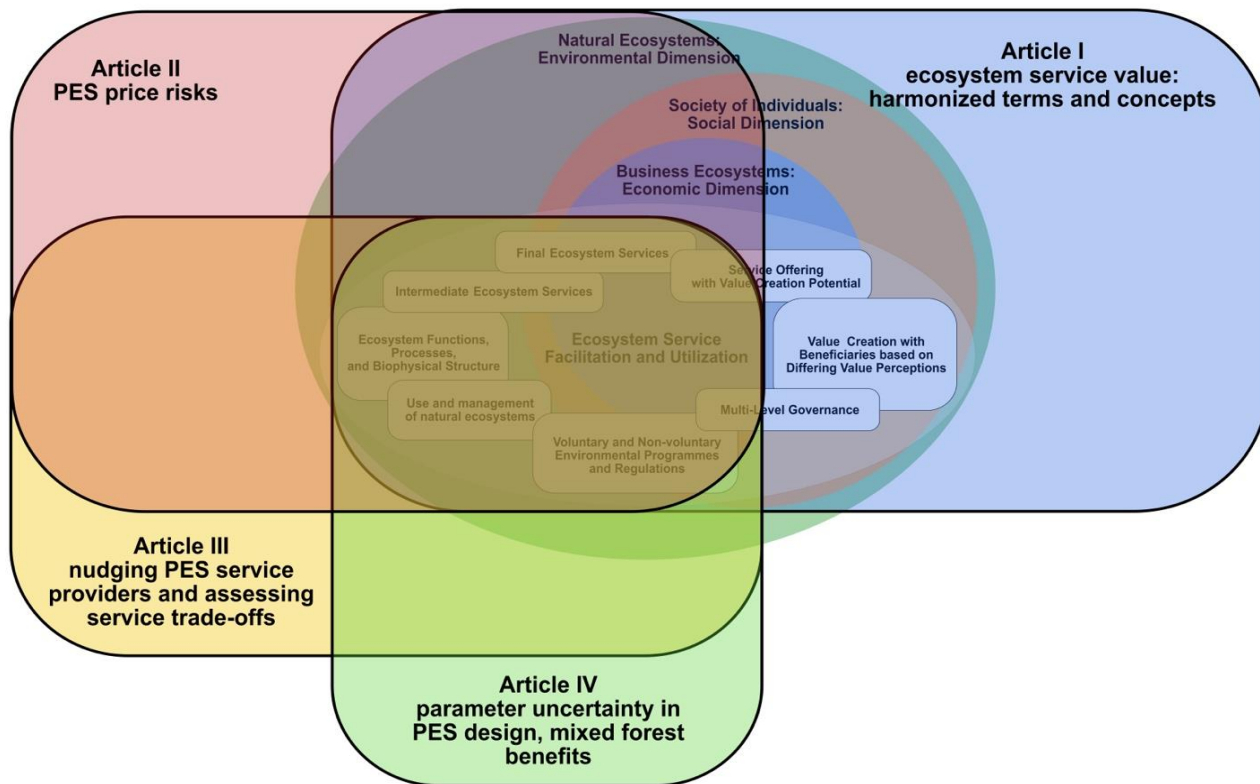 Article II
PES price risks
Natural Ecosystems:
Environmental Dimension
Article I
ecosystem service value:
harmonized terms and concepts
Society of Individuals:
Social Dimension
Business Ecosystems:
Economic Dimension
Final Ecosystem Services
Service Offering
with Value Creation Potential
Intermediate Ecosystem Services
Ecosystem Functions,
Processes,
and Biophysical Structure
Ecosystem Service
Facilitation and Utilization
Value Creation with
Beneficiaries based on
Differing Value Perceptions
Use and management
of natural ecosystems
Multi-Level Governance
Voluntary and Non-voluntary
Environmental Programmes
and Regulations
Article III
nudging PES service
providers and assessing
service trade-offs
Article IV
parameter uncertainty in
PES design, mixed forest
benefits